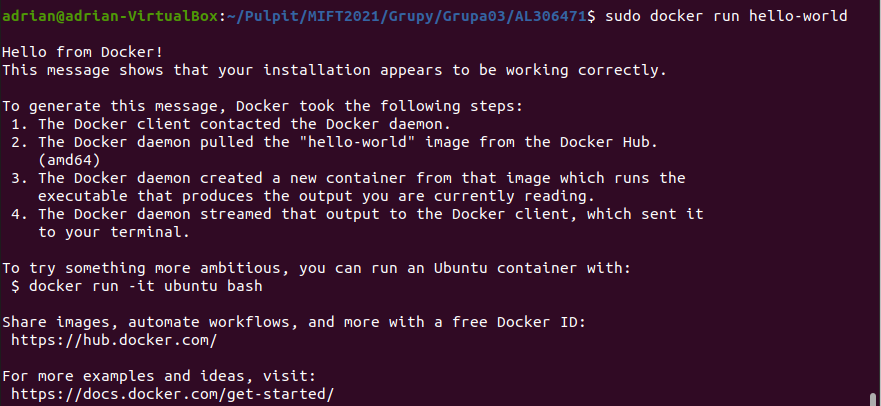 adrian@adrian-VirtualBox:~/Pulpit/MIFT2021/Grupy/Grupa03/AL306471$ sudo docker run hello-world
Hello from Docker!
This message shows that your installation appears to be working correctly.
To generate this message, Docker took the following steps:
1. The Docker client contacted the Docker daemon.
2. The Docker daemon pulled the "hello-world" image from the Docker Hub.
(amd64)
3. The Docker daemon created a new container from that image which runs the
executable that produces the output you are currently reading.
4. The Docker daemon streamed that output to the Docker client, which sent it
to your terminal.
To try something more ambitious, you can run an Ubuntu container with:
$ docker run -it ubuntu bash
Share images, automate workflows, and more with a free Docker ID:
https://hub.docker.com/
For more examples and ideas, visit:
https://docs.docker.com/get-started/